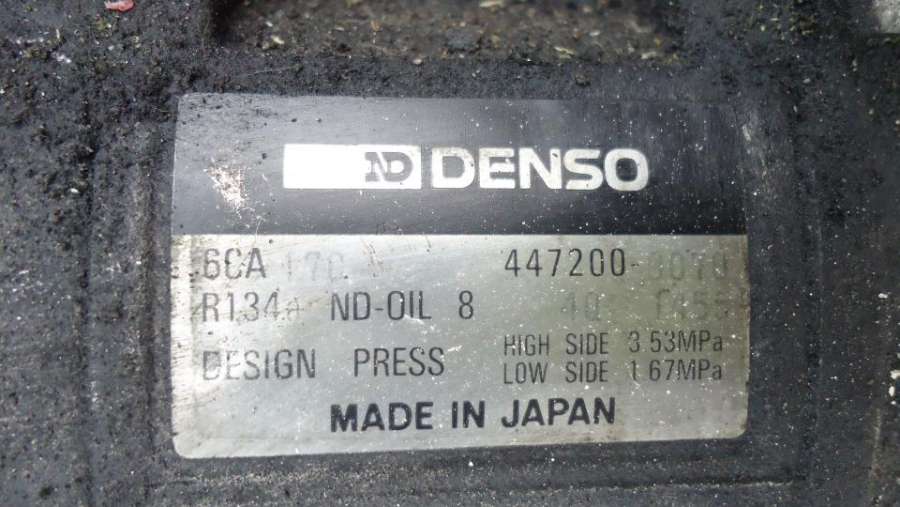 ND DENSO
6CA17C 447200-
R134a ND-OIL 8
DESIGN PRESS HIGH SIDE 3.53MPa
LOW SIDE 1.67MPa
MADE IN JAPAN